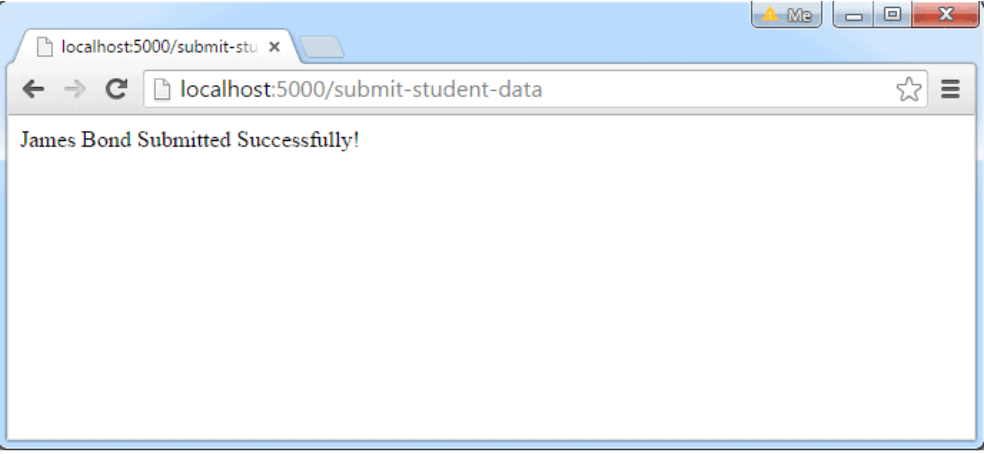 Me
localhost:5000/submit-stu
localhost:5000/submit-student-data
James Bond Submitted Successfully!